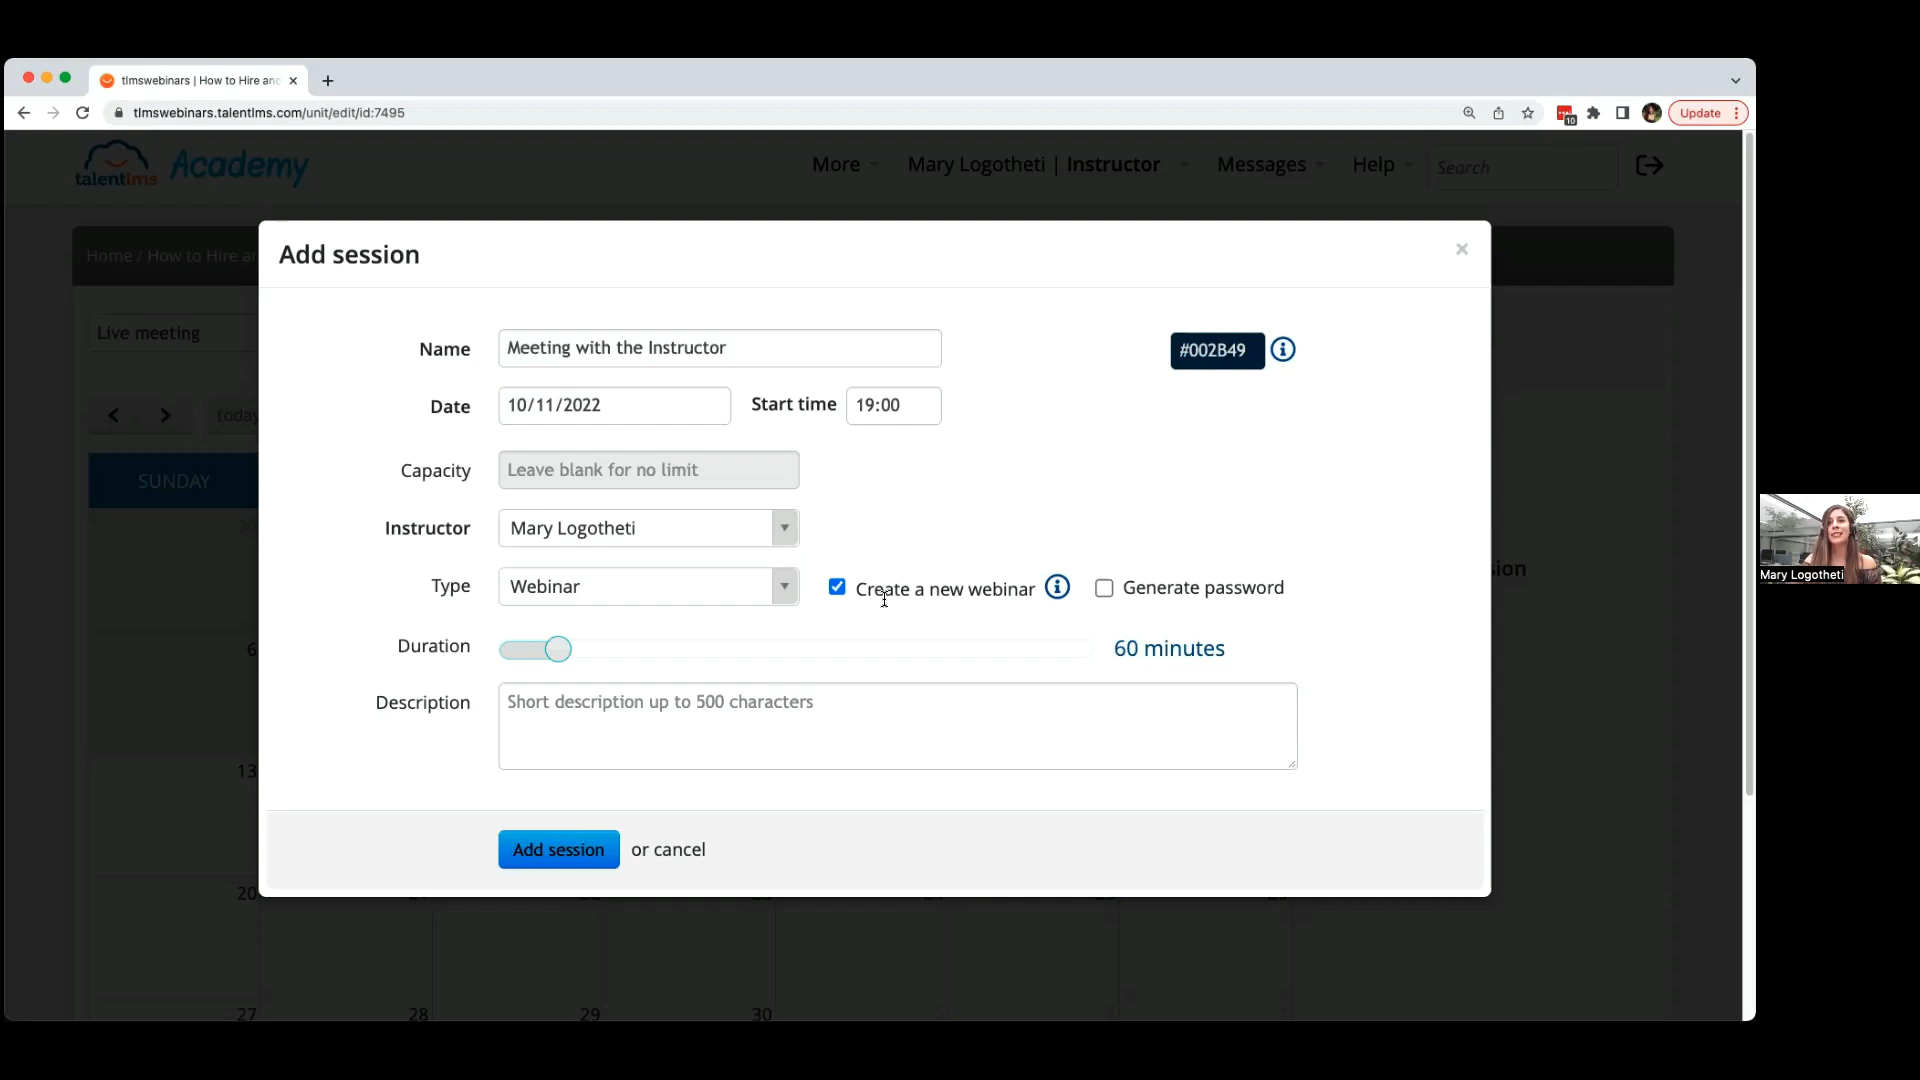 tlmswebinars | How to Hire and
tlmswebinars.talentlms.com/unit/edit/id:7495
10
Update
talentlms Academy
More
Mary Logotheti | Instructor
Messages
Help
Search
Home / How to Hire an
Live meeting
today
SUNDAY
6
13
20
27
28
29
30
Add session
×
Name
Meeting with the Instructor
#002B49
Date
10/11/2022
Start time
19:00
Capacity
Leave blank for no limit
Instructor
Mary Logotheti
Type
Webinar
Create a new webinar
Generate password
Duration
60 minutes
Description
Short description up to 500 characters
Add session
or cancel
Mary Logotheti